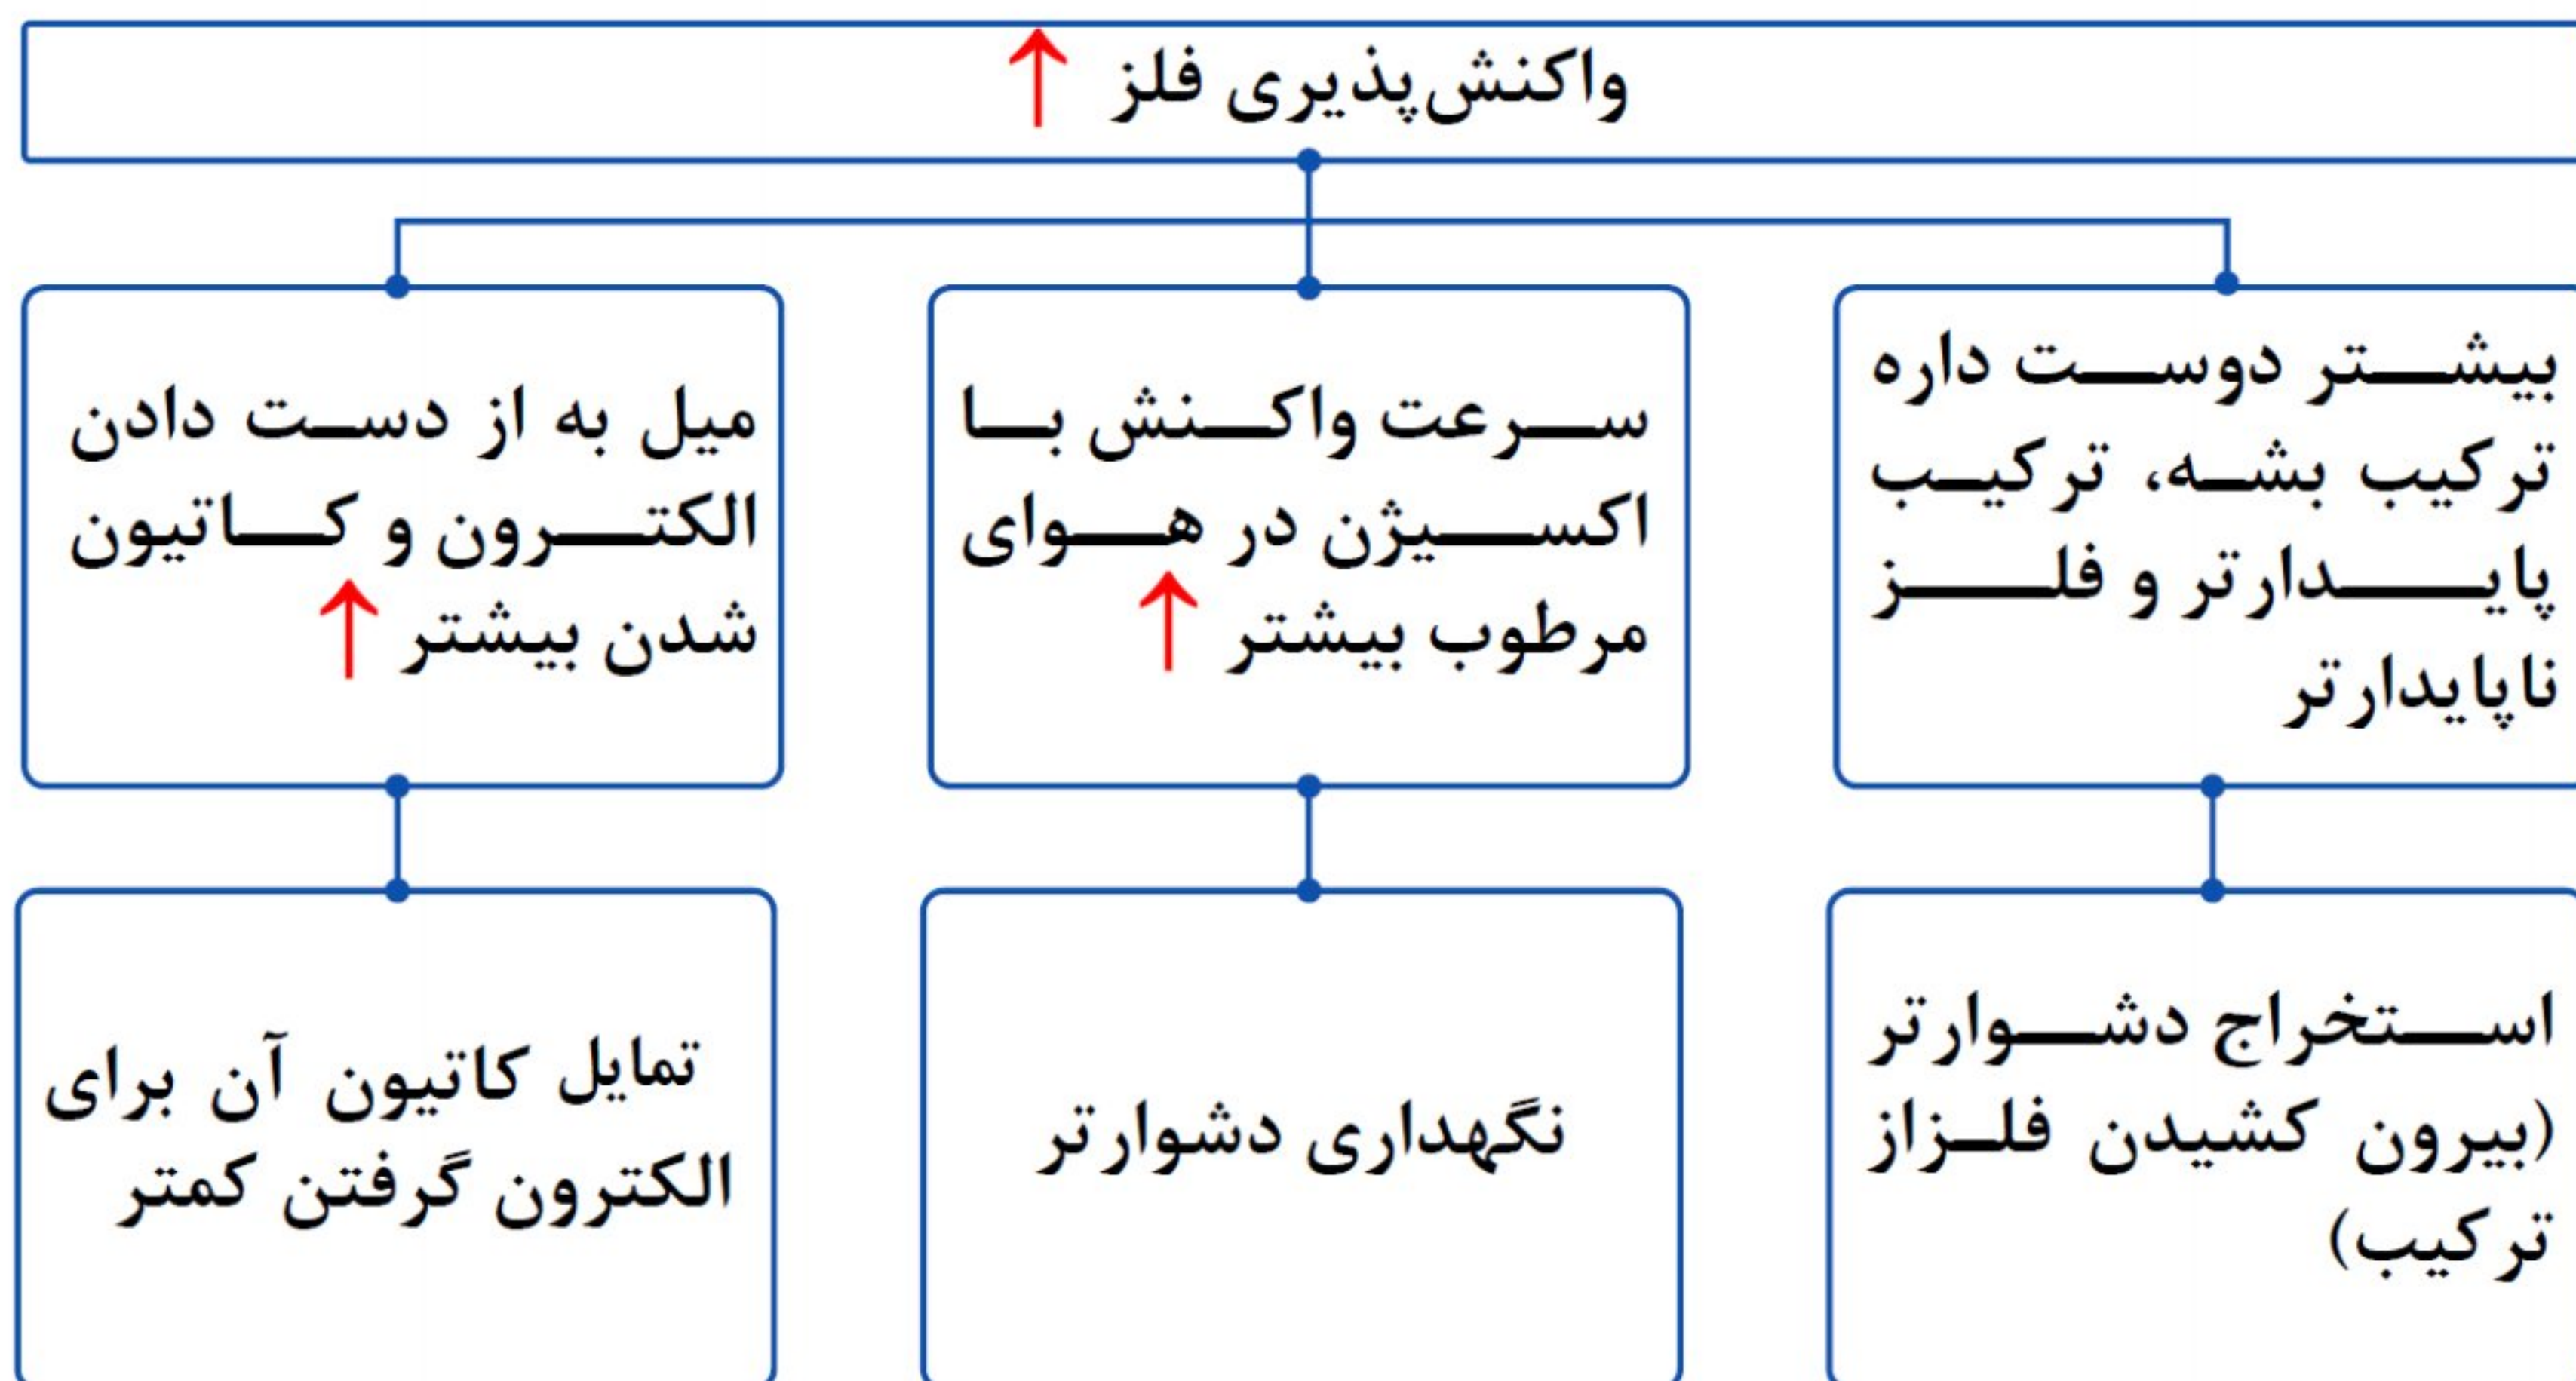 واکنش‌پذیری فلز ↑
بیشتر دوست داره
ترکیب بشه، ترکیب
پایدارتر و فلز
ناپایدارتر
سرعت واکنش با
اکسیژن در هوای
مرطوب بیشتر ↑
میل به از دست دادن
الکترون و کاتیون
شدن بیشتر ↑
استخراج دشوارتر
(بیرون کشیدن فلزاز
ترکیب)
نگهداری دشوارتر
تمایل کاتیون آن برای
الکترون گرفتن کمتر